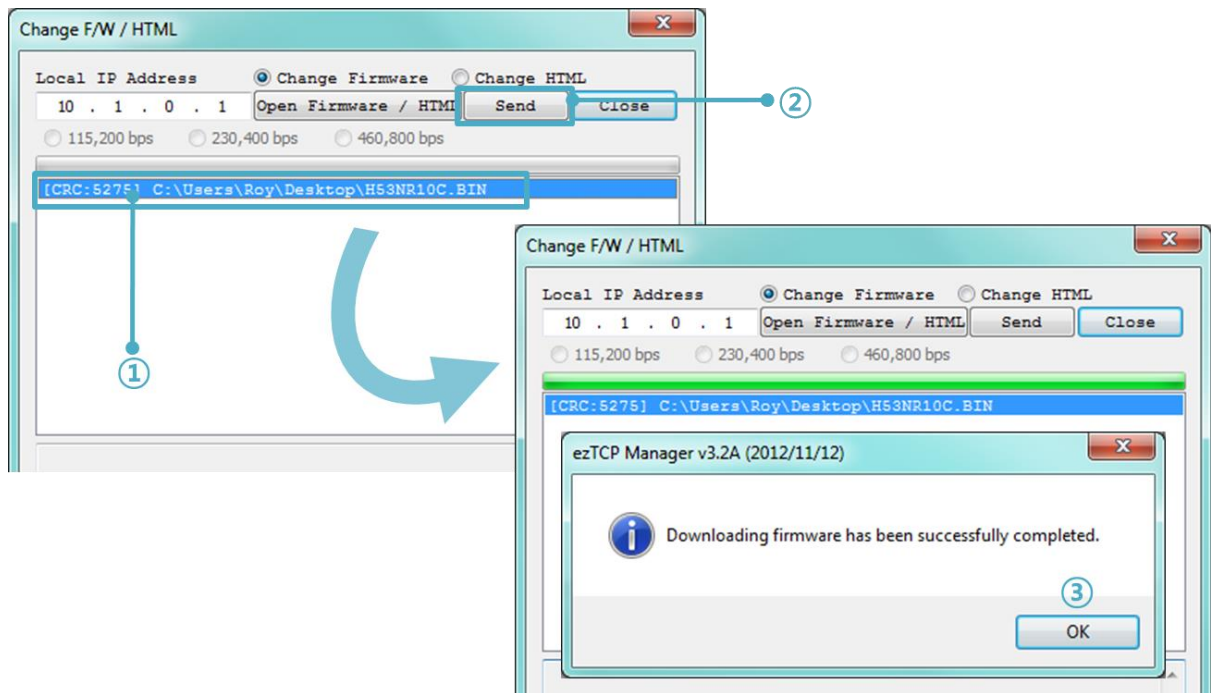 Change F/W / HTML
Local IP Address Change Firmware Change HTML
10 . 1 . 0 . 1 Open Firmware / HTML Send Close
115,200 bps 230,400 bps 460,800 bps
[CRC:5275] C:\Users\Roy\Desktop\H53NR10C.BIN
②
①
Change F/W / HTML
Local IP Address Change Firmware Change HTML
10 . 1 . 0 . 1 Open Firmware / HTML Send Close
115,200 bps 230,400 bps 460,800 bps
[CRC:5275] C:\Users\Roy\Desktop\H53NR10C.BIN
ezTCP Manager v3.2A (2012/11/12)
Downloading firmware has been successfully completed.
③
OK